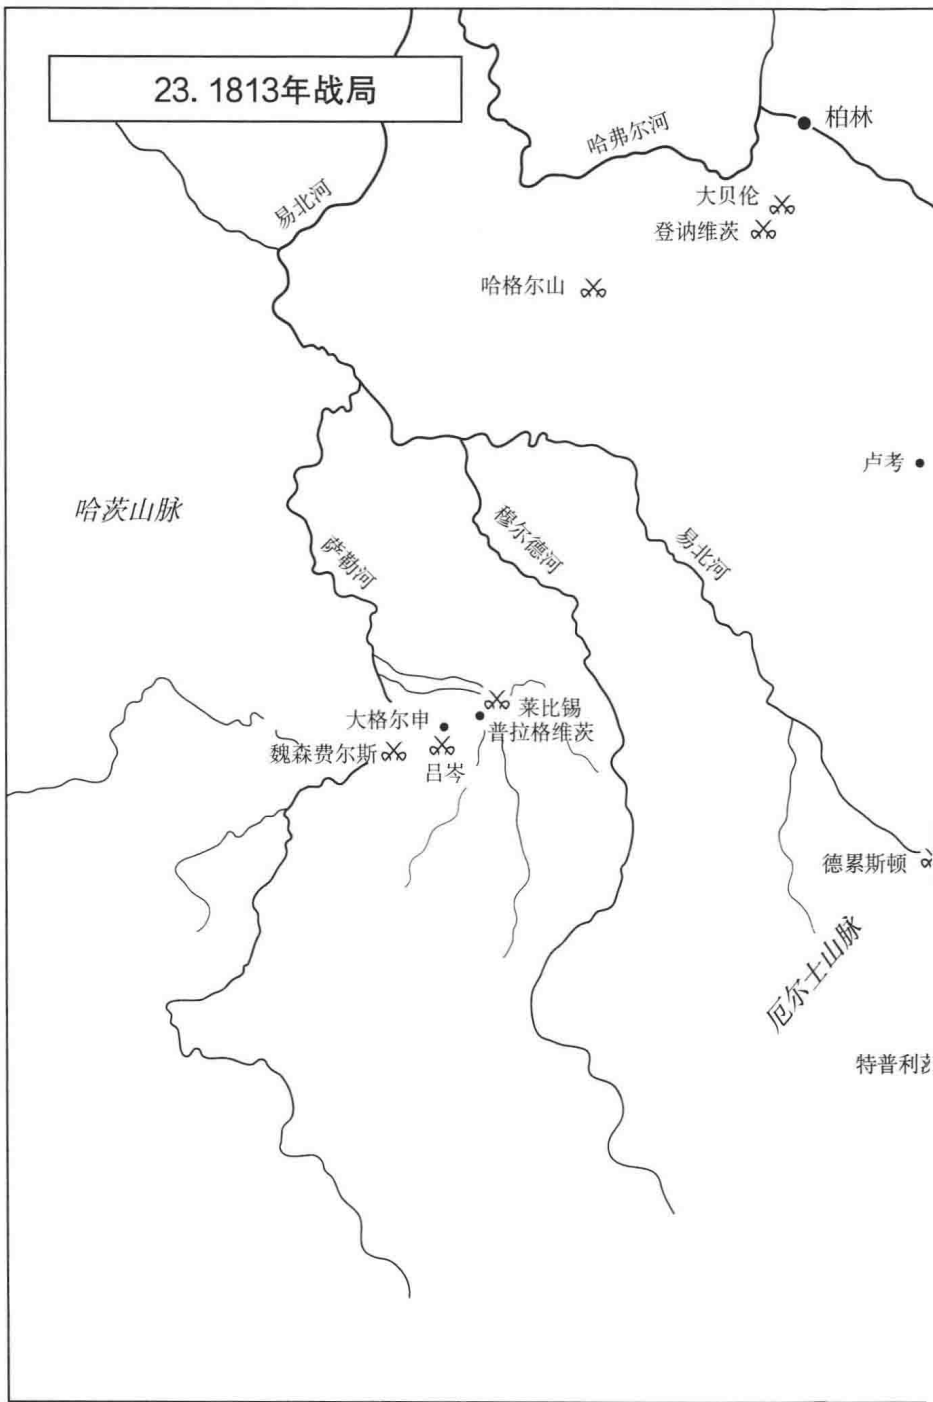 23. 1813年战局
柏林
哈弗尔河
易北河
大贝伦
登讷维茨
哈格尔山
卢考
哈茨山脉
萨勒河
穆尔德河
易北河
莱比锡
大格尔申
普拉格维茨
魏森费尔斯
吕岑
德累斯顿
厄尔士山脉
特普利